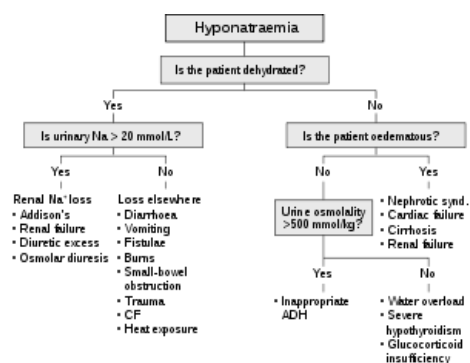 Hyponatraemia
Is the patient dehydrated?
Yes
No
Is urinary Na > 20 mmol/L?
Is the patient oedematous?
Yes
No
No
Yes
Renal Na⁺ loss
• Addison's
• Renal failure
• Diuretic excess
• Osmolar diuresis
Loss elsewhere
• Diarrhoea
• Vomiting
• Fistulae
• Burns
• Small-bowel
obstruction
• Trauma
• CF
• Heat exposure
Urine osmolality
>500 mmol/kg?
• Nephrotic synd.
• Cardiac failure
• Cirrhosis
• Renal failure
Yes
No
• Inappropriate
ADH
• Water overload
• Severe
hypothyroidism
• Glucocorticoid
insufficiency